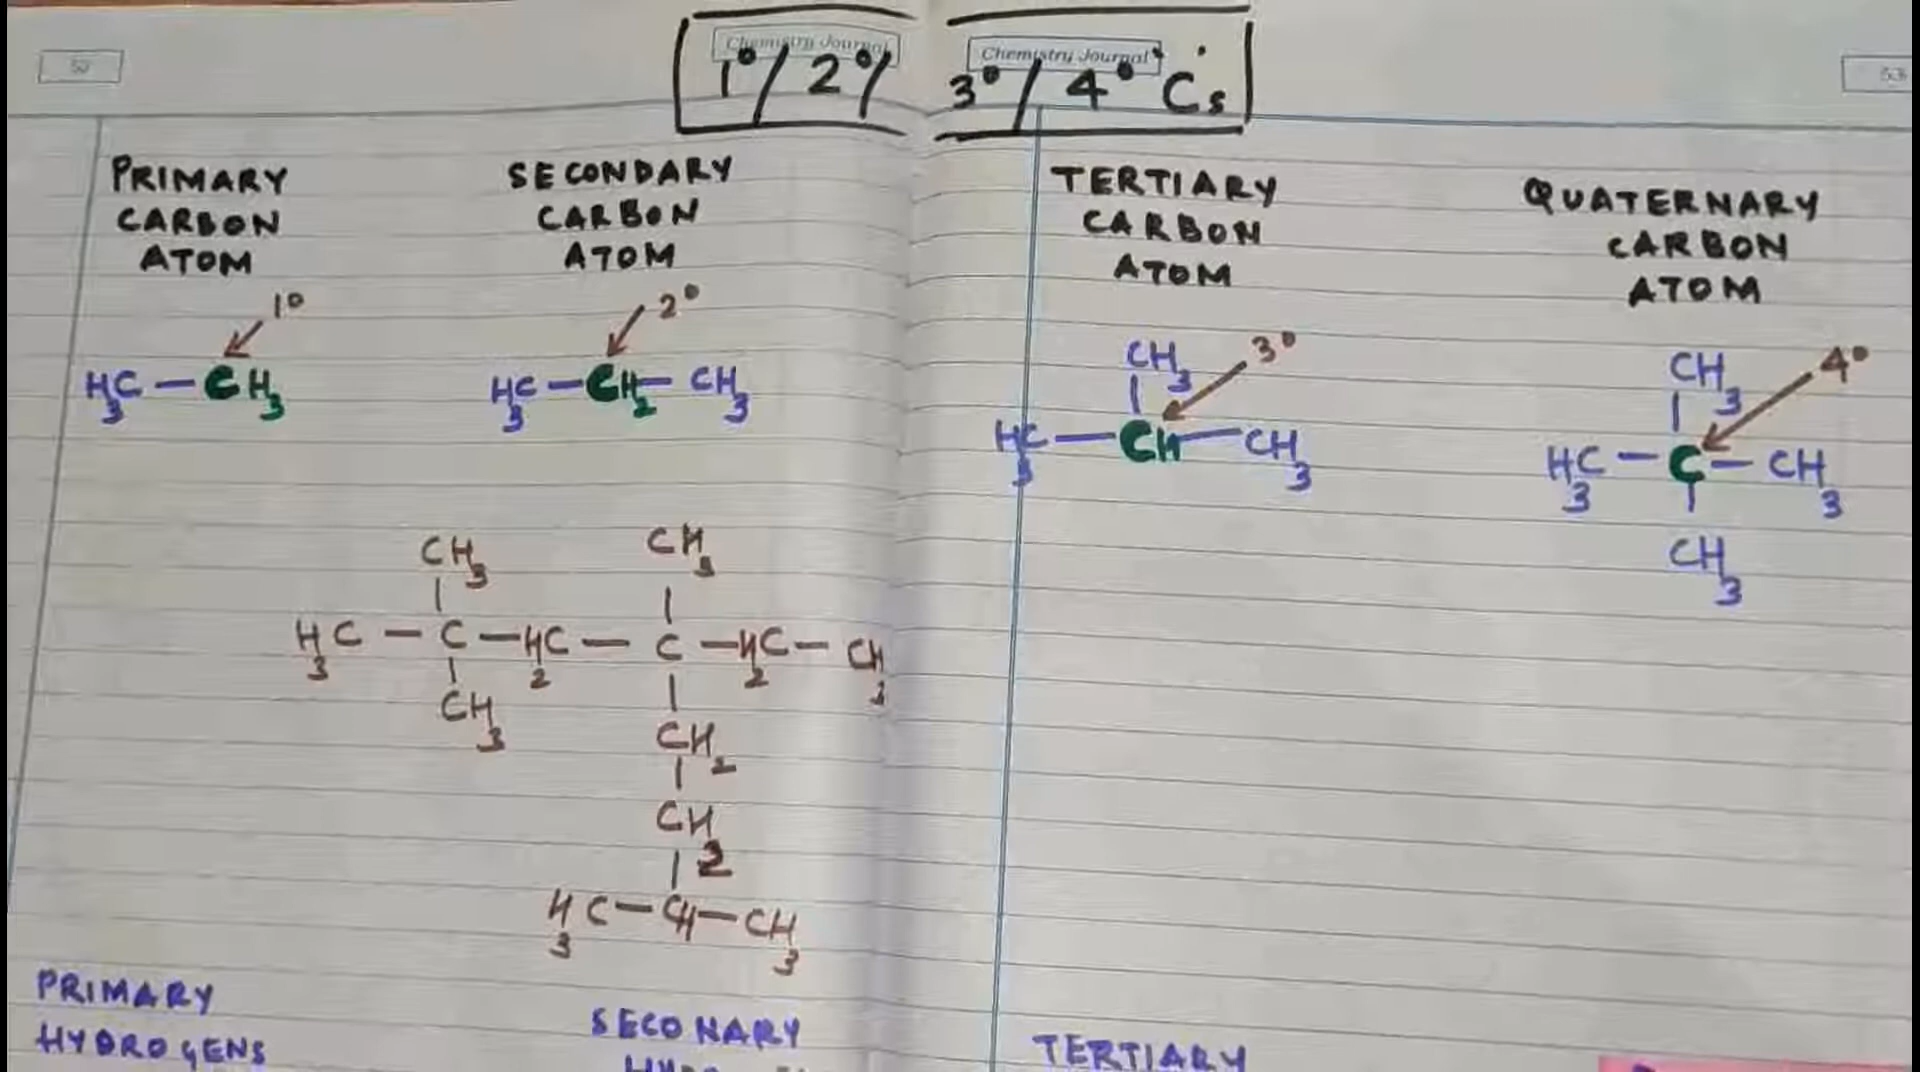 52
Chemistry Journal
Chemistry Journal
53
1°/2°/ 3°/4° Cs
PRIMARY
CARBON
ATOM
1°
H3C — CH3
SECONDARY
CARBON
ATOM
2°
H3C — CH2 — CH3
TERTIARY
CARBON
ATOM
CH3
3°
H3C — CH — CH3
QUATERNARY
CARBON
ATOM
CH3
4°
H3C — C — CH3
CH3
CH3 CH3
H3C — C — H2C — C — H2C — CH3
CH3
CH2
CH2
H3C — CH — CH3
PRIMARY
HYDROGENS
SECONARY
TERTIARY